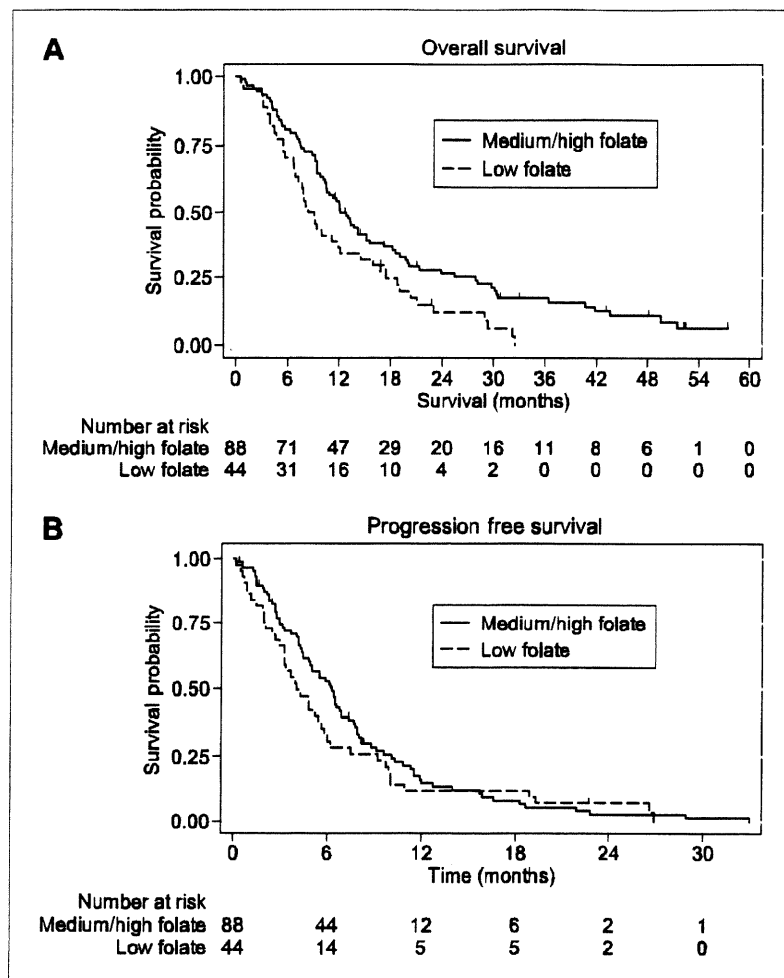 A
Overall survival
1.00
0.75
0.50
0.25
0.00
Survival probability
Medium/high folate
Low folate
0 6 12 18 24 30 36 42 48 54 60
Survival (months)
Number at risk
Medium/high folate 88 71 47 29 20 16 11 8 6 1 0
Low folate 44 31 16 10 4 2 0 0 0 0 0
B
Progression free survival
1.00
0.75
0.50
0.25
0.00
Survival probability
Medium/high folate
Low folate
0 6 12 18 24 30
Time (months)
Number at risk
Medium/high folate 88 44 12 6 2 1
Low folate 44 14 5 5 2 0